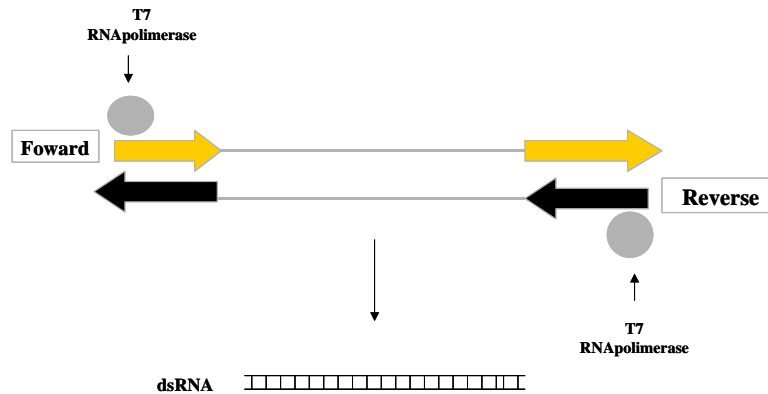 T7
RNApolimerase
Foward
Reverse
T7
RNApolimerase
dsRNA